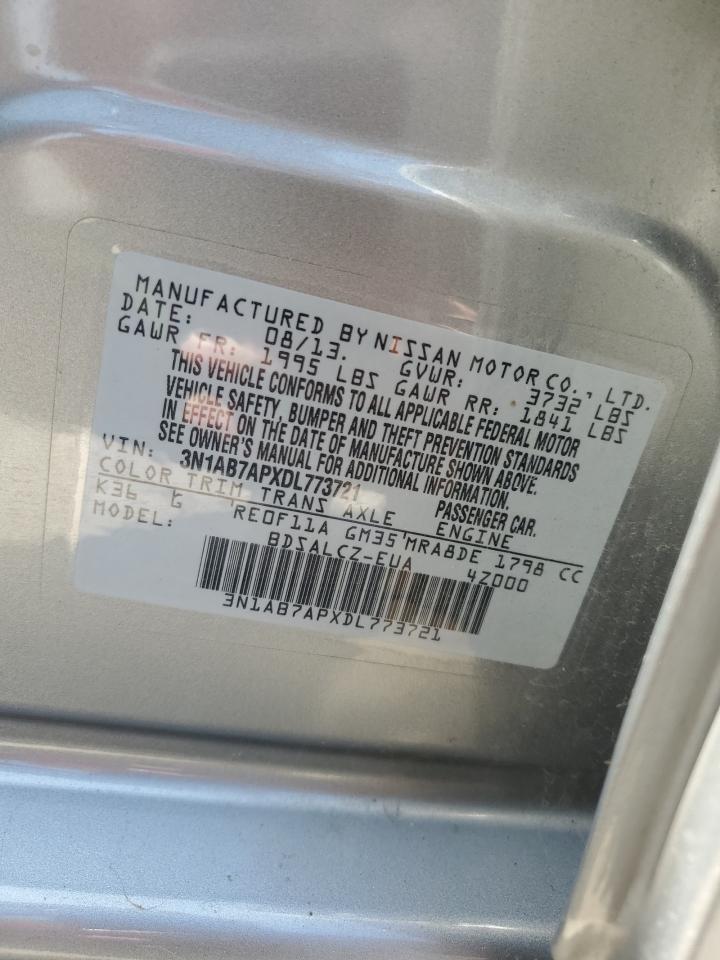 MANUFACTURED BY NISSAN MOTOR CO., LTD.
DATE: 08/13. GVWR: 3732 LBS
GAWR FR: 1995 LBS GAWR RR: 1841 LBS
THIS VEHICLE CONFORMS TO ALL APPLICABLE FEDERAL MOTOR
VEHICLE SAFETY, BUMPER AND THEFT PREVENTION STANDARDS
IN EFFECT ON THE DATE OF MANUFACTURE SHOWN ABOVE.
SEE OWNER'S MANUAL FOR ADDITIONAL INFORMATION.
VIN: 3N1AB7APXDL773721 PASSENGER CAR.
COLOR TRIM TRANS AXLE ENGINE
K36 G RE0F11A GM35 MRA8DE 1798 CC
MODEL: BDSALCZ-EUA 4Z000
3N1AB7APXDL773721